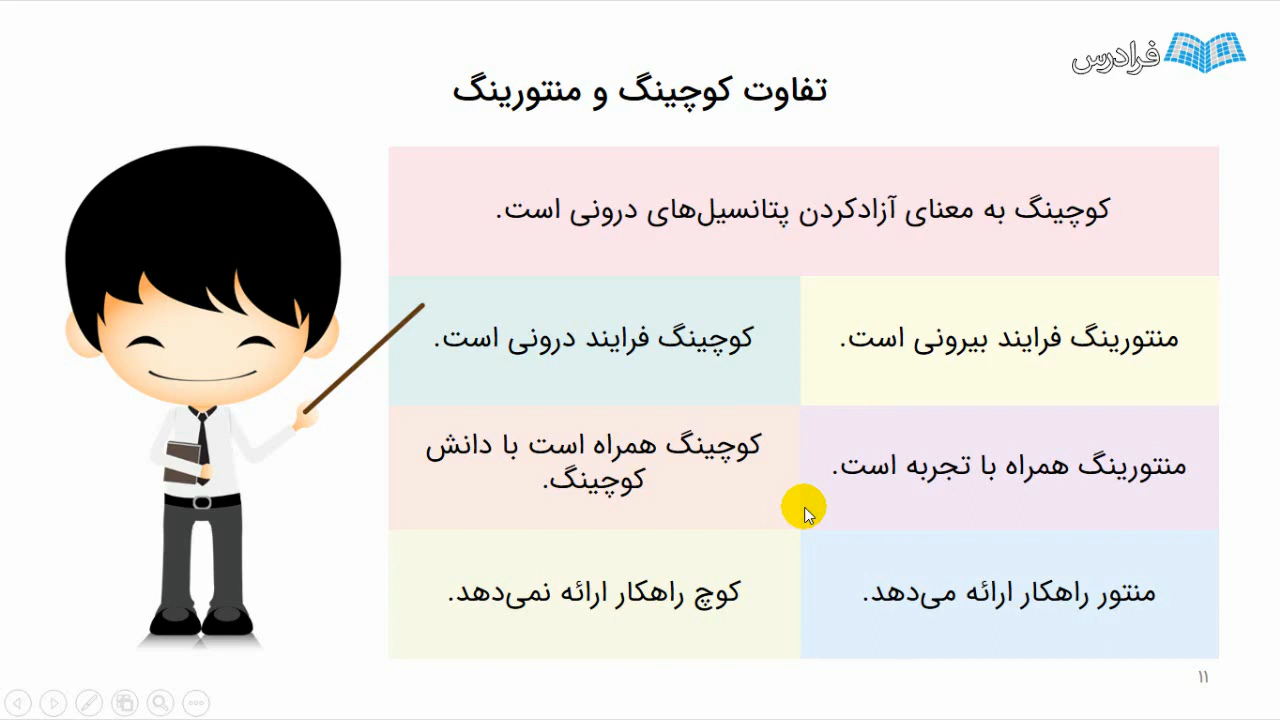 فرادرس
تفاوت کوچینگ و منتورینگ
کوچینگ به معنای آزادکردن پتانسیل‌های درونی است.
منتورینگ فرایند بیرونی است.
کوچینگ فرایند درونی است.
منتورینگ همراه با تجربه است.
کوچینگ همراه است با دانش
کوچینگ.
منتور راهکار ارائه می‌دهد.
کوچ راهکار ارائه نمی‌دهد.
۱۱